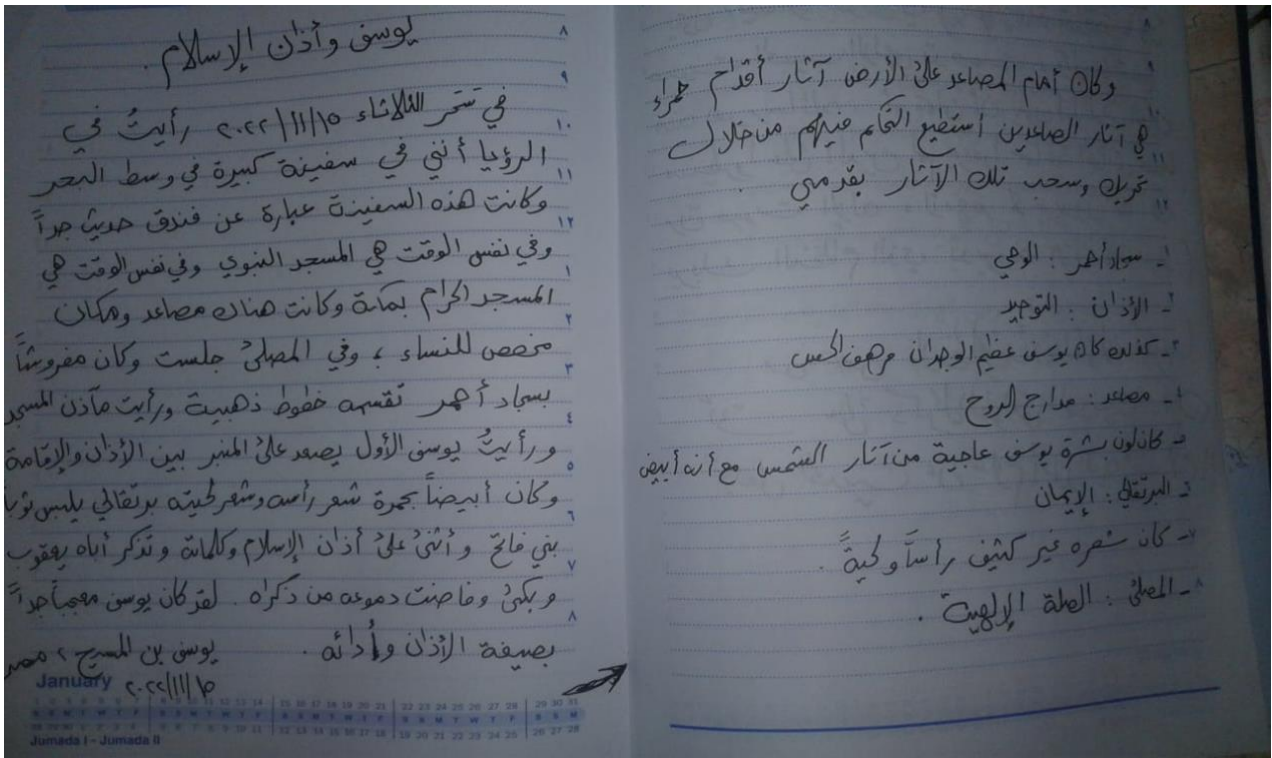 يوسف وأذان الإسلام .
في سَحَر الثلاثاء ٢٠٢٢/١١/١٥ رأيتُ في
الرؤيا أنني في سفينة كبيرة في وسط البحر
وكانت هذه السفينة عبارة عن فندق حديث جداً
وفي نفس الوقت هي المسجد النبوي وفي نفس الوقت هي
المسجد الحرام بمكة وكانت هناك مصاعد ومكان
مخصص للنساء ، وفي المصلىٰ جلست وكان مفروشاً
بسجاد أحمر تقسمه خطوط ذهبية ورأيت مآذن المسجد
ورأيتُ يوسف الأول يصعد علىٰ المنبر بين الأذان والإقامة
وكان أبيضاً بحمرة شعر رأسه وشعر لحيته برتقالي يلبس ثوبا
بني فاتح وأثنىٰ علىٰ أذان الإسلام وكلماته وتذكر أباه يعقوب
وبكىٰ وفاضت دموعه من ذكراه . لقد كان يوسف معجباً جداً
بصيغة الأذان وأدائه . يوسف بن المسيح ، مصر
٢٠٢٢/١١/١٥
January
Jumada I - Jumada II
وكان أمام المصاعد علىٰ الأرض آثار أقدام حمراء
هي آثار الصاعدين أستطيع التحكم فيهم من خلال
تحريك وسحب تلك الآثار بقدمي .
١- سجاد أحمر : الوحي
٢- الأذان : التوحيد
٣- كذلك كان يوسف عظيم الوجدان مرهف الحس
٤- مصاعد : مدارج الروح
٥- كان لون بشرة يوسف عاجية من آثار الشمس مع أنه أبيض
٦- البرتقالي : الإيمان
٧- كان شعره غير كثيف رأساً ولحيةً .
٨- المصلىٰ : الصلة الإلهية .